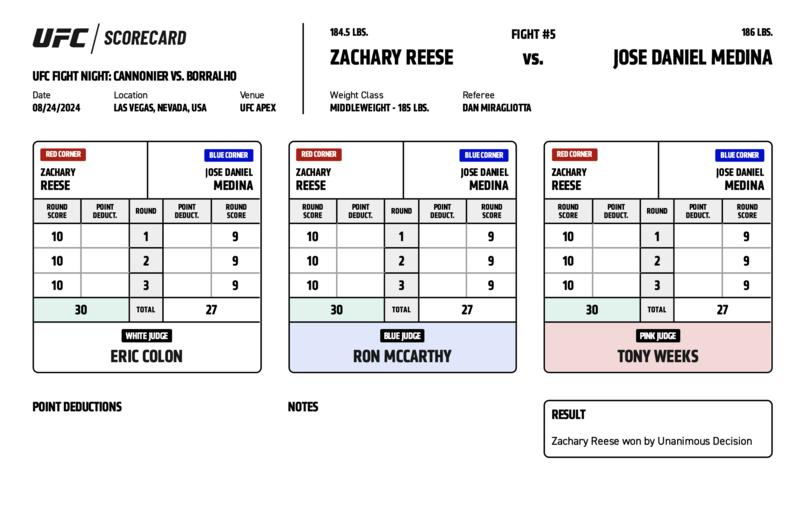 UFC / SCORECARD
UFC FIGHT NIGHT: CANNONIER VS. BORRALHO
Date Location Venue
08/24/2024 LAS VEGAS, NEVADA, USA UFC APEX
184.5 LBS. FIGHT #5 186 LBS.
ZACHARY REESE vs. JOSE DANIEL MEDINA
Weight Class Referee
MIDDLEWEIGHT - 185 LBS. DAN MIRAGLIOTTA
RED CORNER BLUE CORNER
ZACHARY JOSE DANIEL
REESE MEDINA
ROUND POINT ROUND POINT ROUND
SCORE DEDUCT. DEDUCT. SCORE
10 1 9
10 2 9
10 3 9
30 TOTAL 27
WHITE JUDGE
ERIC COLON
RED CORNER BLUE CORNER
ZACHARY JOSE DANIEL
REESE MEDINA
ROUND POINT ROUND POINT ROUND
SCORE DEDUCT. DEDUCT. SCORE
10 1 9
10 2 9
10 3 9
30 TOTAL 27
BLUE JUDGE
RON MCCARTHY
RED CORNER BLUE CORNER
ZACHARY JOSE DANIEL
REESE MEDINA
ROUND POINT ROUND POINT ROUND
SCORE DEDUCT. DEDUCT. SCORE
10 1 9
10 2 9
10 3 9
30 TOTAL 27
PINK JUDGE
TONY WEEKS
POINT DEDUCTIONS
NOTES
RESULT
Zachary Reese won by Unanimous Decision